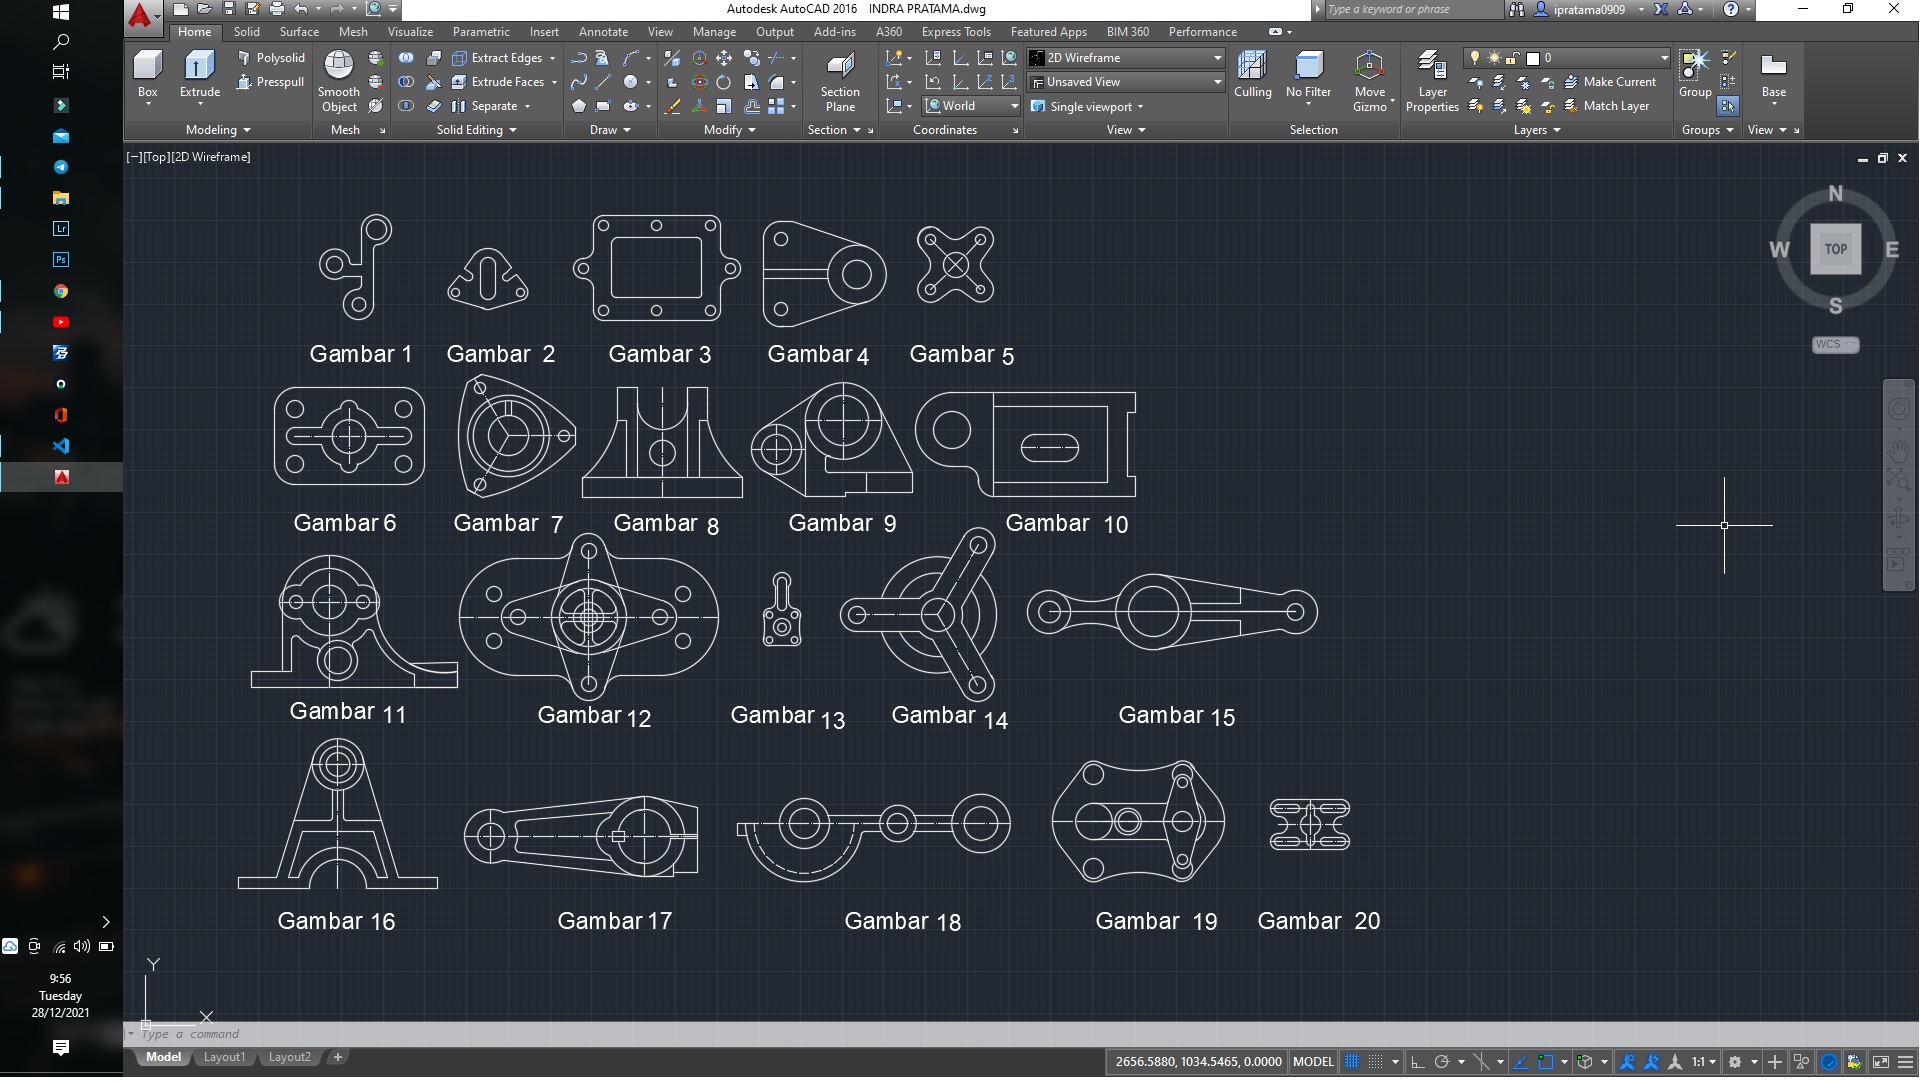 Autodesk AutoCAD 2016 INDRA PRATAMA.dwg
Type a keyword or phrase
ipratama0909
Home Solid Surface Mesh Visualize Parametric Insert Annotate View Manage Output Add-ins A360 Express Tools Featured Apps BIM 360 Performance
Box Extrude Polysolid Presspull
Smooth Object
Extract Edges
Extrude Faces
Separate
Section Plane
World
2D Wireframe
Unsaved View
Single viewport
Culling No Filter Move Gizmo
Layer Properties
0
Make Current
Match Layer
Group
Base
Modeling Mesh Solid Editing Draw Modify Section Coordinates View Selection Layers Groups View
[−][Top][2D Wireframe]
N
W TOP E
S
WCS
Gambar 1 Gambar 2 Gambar 3 Gambar 4 Gambar 5
Gambar 6 Gambar 7 Gambar 8 Gambar 9 Gambar 10
Gambar 11 Gambar 12 Gambar 13 Gambar 14 Gambar 15
Gambar 16 Gambar 17 Gambar 18 Gambar 19 Gambar 20
Y
X
Lr
Ps
9:56
Tuesday
28/12/2021
Type a command
Model Layout1 Layout2 +
2656.5880, 1034.5465, 0.0000 MODEL 1:1